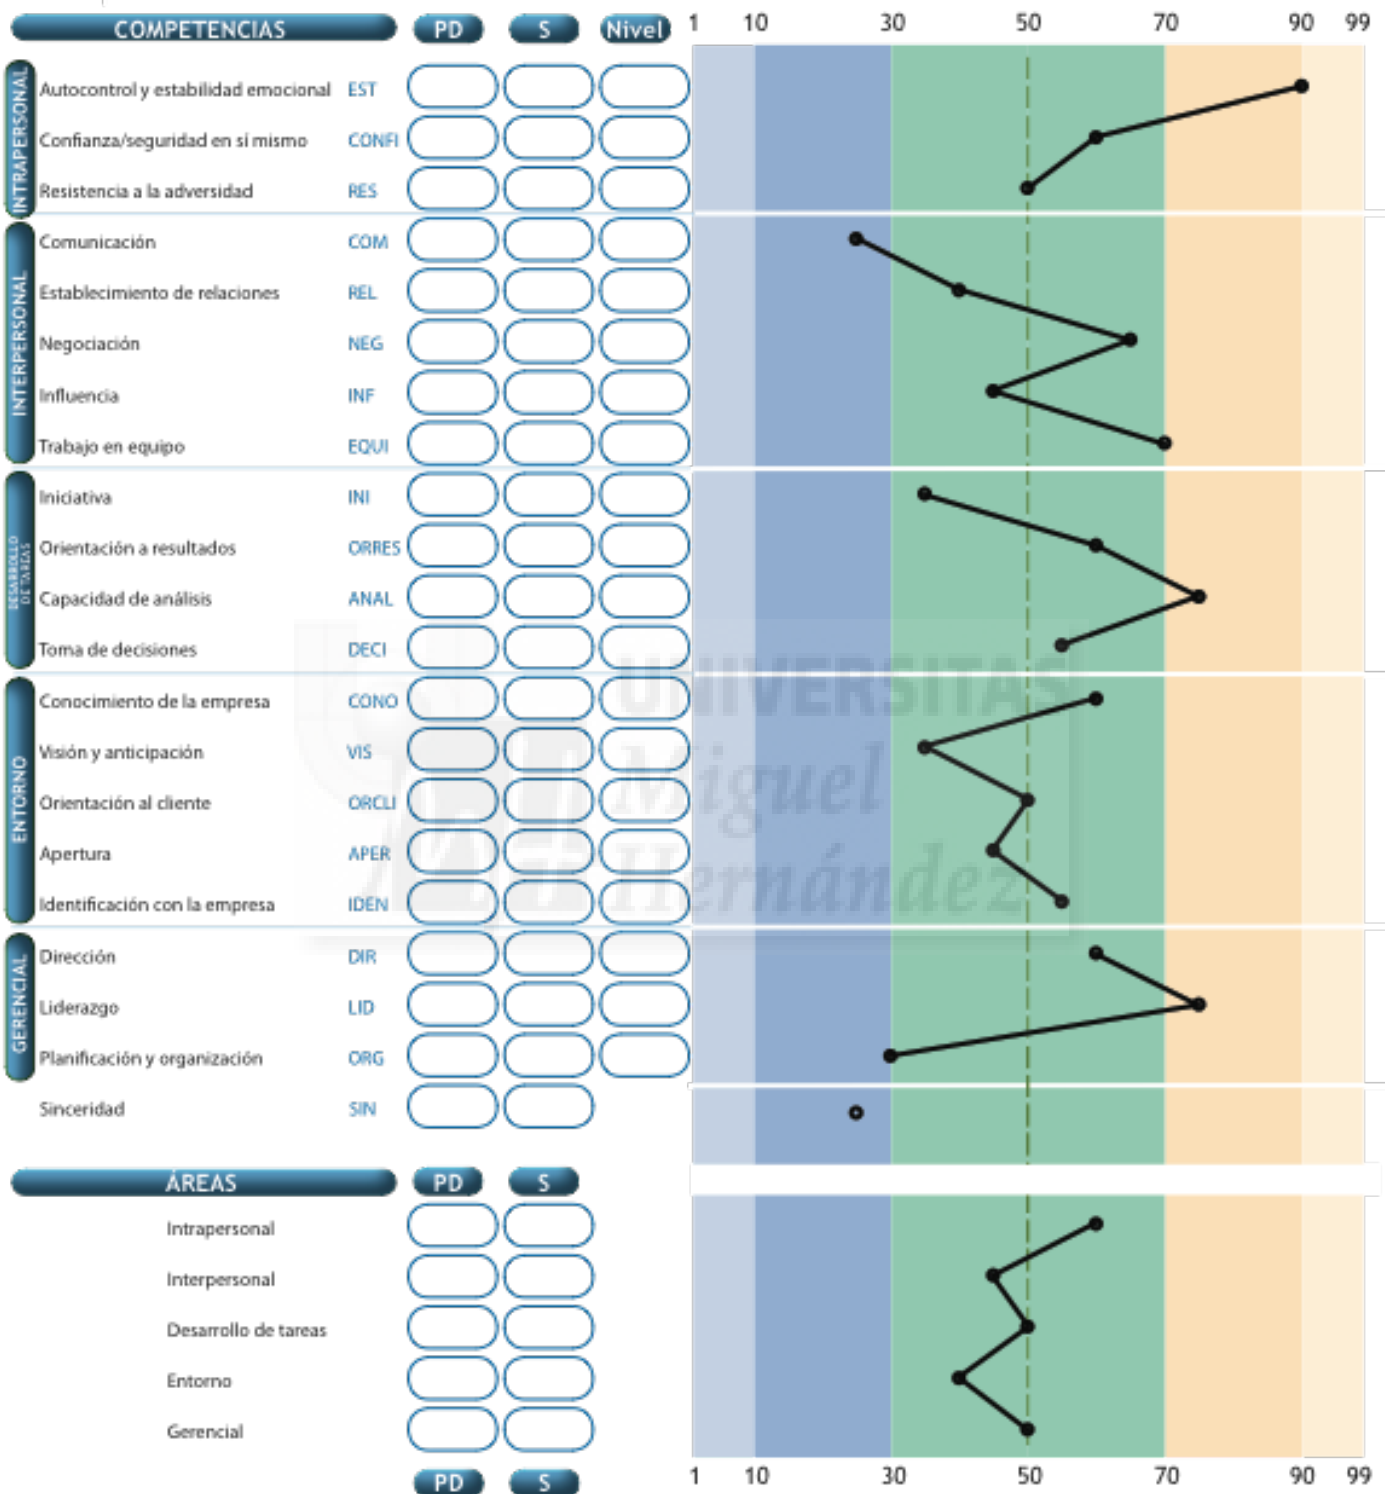 COMPETENCIAS PD S Nivel 1 10 30 50 70 90 99
INTRAPERSONAL
Autocontrol y estabilidad emocional EST
Confianza/seguridad en sí mismo CONFI
Resistencia a la adversidad RES
INTERPERSONAL
Comunicación COM
Establecimiento de relaciones REL
Negociación NEG
Influencia INF
Trabajo en equipo EQUI
DESARROLLO
DE TAREAS
Iniciativa INI
Orientación a resultados ORRES
Capacidad de análisis ANAL
Toma de decisiones DECI
ENTORNO
Conocimiento de la empresa CONO
Visión y anticipación VIS
Orientación al cliente ORCLI
Apertura APER
Identificación con la empresa IDEN
UNIVERSITAS
Miguel
Hernández
GERENCIAL
Dirección DIR
Liderazgo LID
Planificación y organización ORG
Sinceridad SIN
ÁREAS PD S
Intrapersonal
Interpersonal
Desarrollo de tareas
Entorno
Gerencial
PD S 1 10 30 50 70 90 99